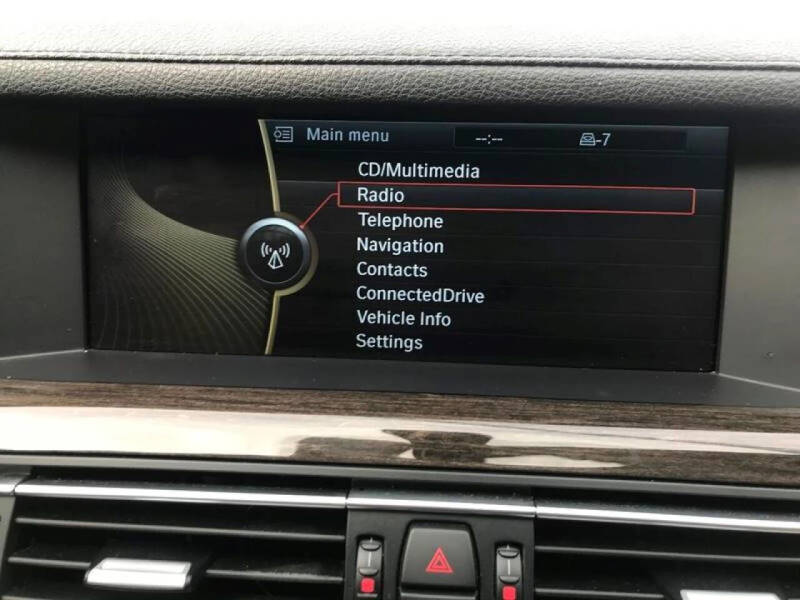 Main menu --:-- -7
CD/Multimedia
Radio
Telephone
Navigation
Contacts
ConnectedDrive
Vehicle Info
Settings